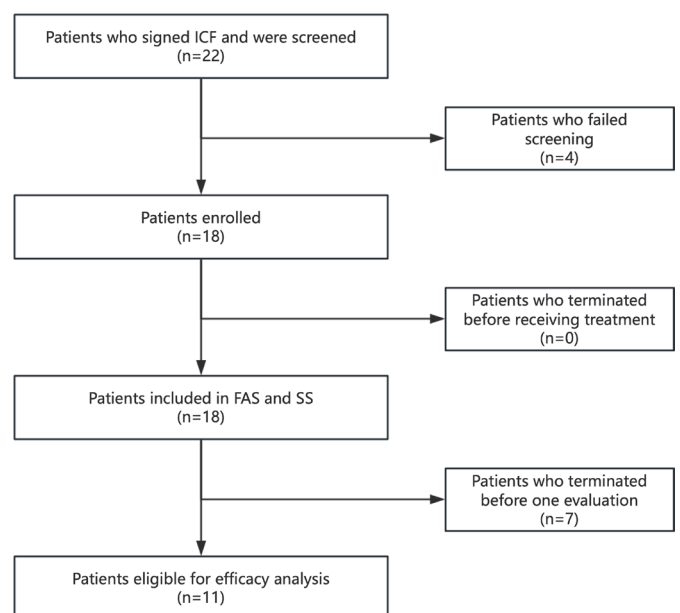 Patients who signed ICF and were screened
(n=22)
Patients who failed
screening
(n=4)
Patients enrolled
(n=18)
Patients who terminated
before receiving treatment
(n=0)
Patients included in FAS and SS
(n=18)
Patients who terminated
before one evaluation
(n=7)
Patients eligible for efficacy analysis
(n=11)